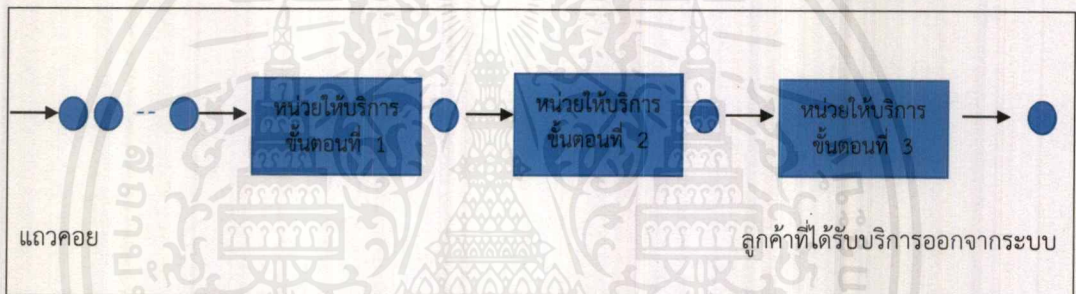 หน่วยให้บริการ
ขั้นตอนที่ 1
หน่วยให้บริการ
ขั้นตอนที่ 2
หน่วยให้บริการ
ขั้นตอนที่ 3
แถวคอย
ลูกค้าที่ได้รับบริการออกจากระบบ